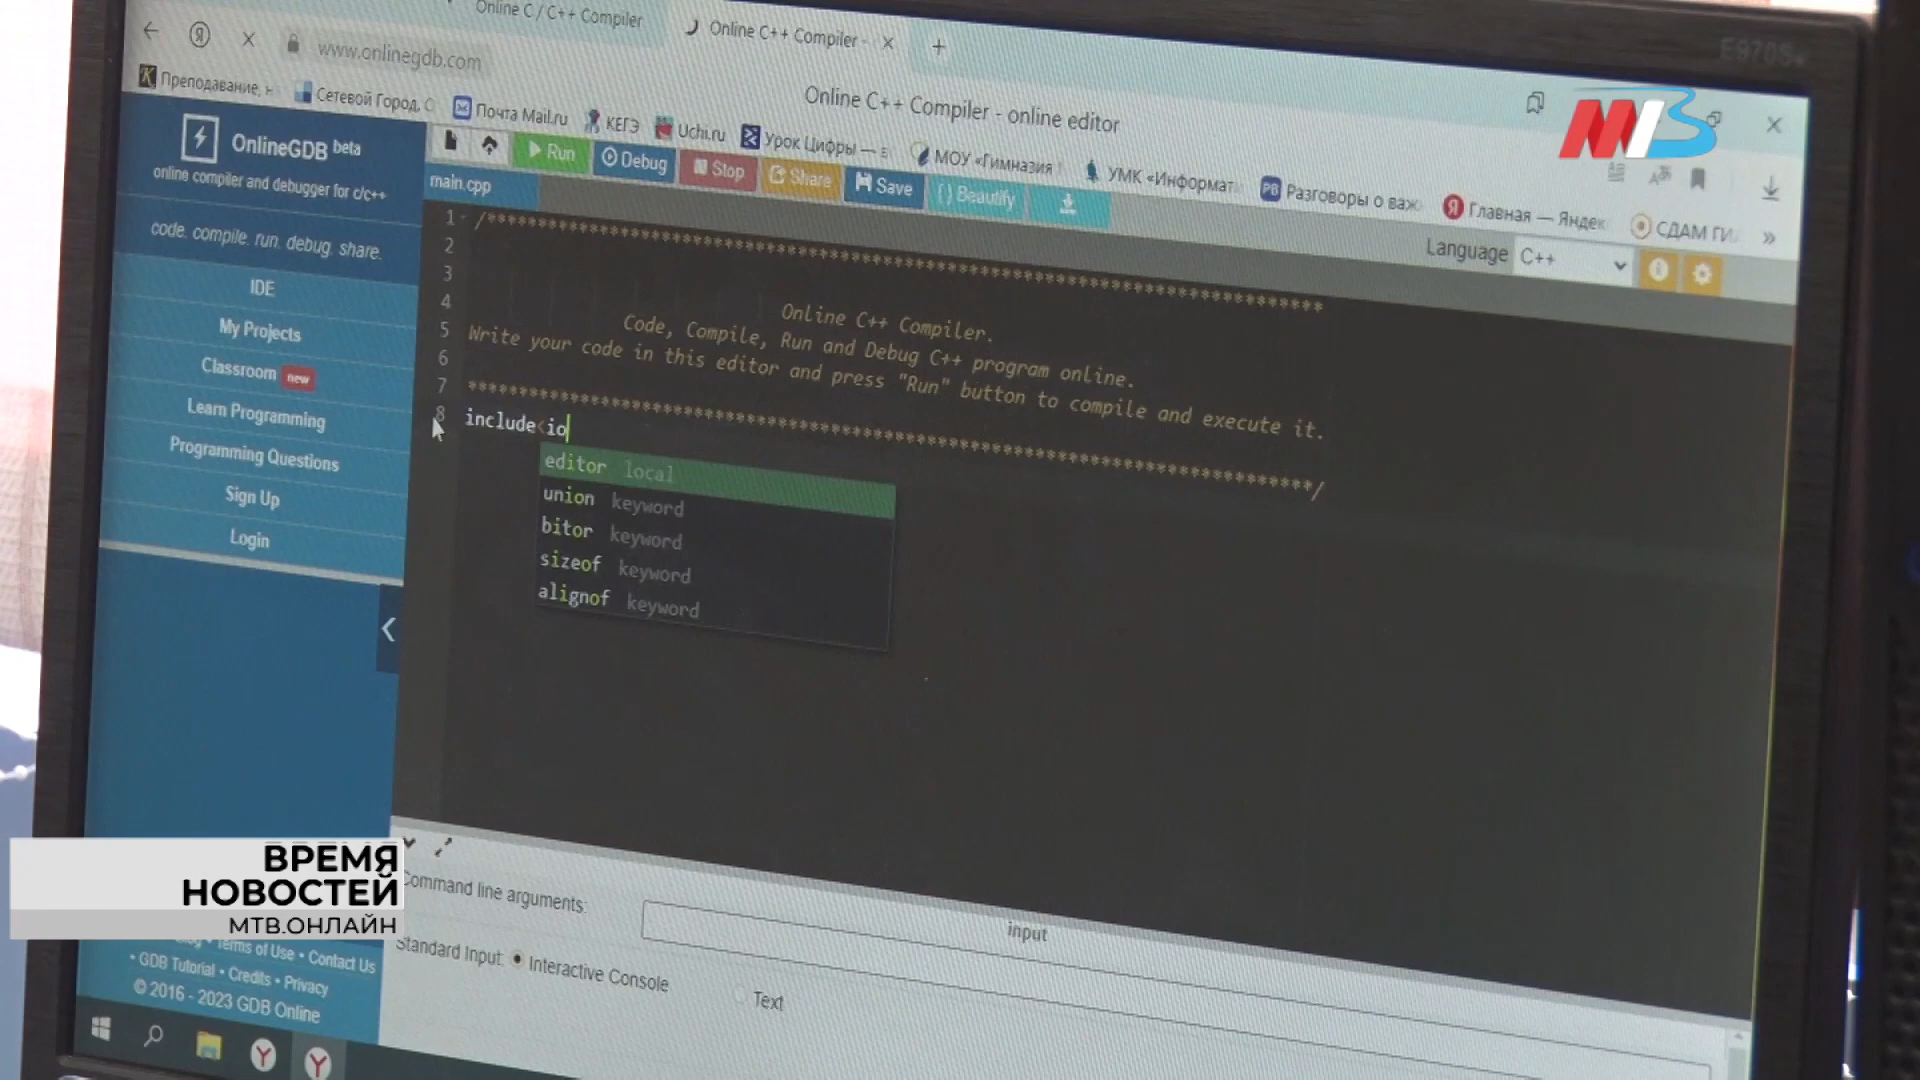 Online C / C++ Compiler
Online C++ Compiler -
www.onlinegdb.com
Online C++ Compiler - online editor
E970S
Преподавание, н
Сетевой Город. О
Почта Mail.ru
КЕГЭ
Uchi.ru
Урок Цифры — в
МОУ «Гимназия
УМК «Информат
Разговоры о важ
Главная — Яндек
СДАМ ГИ
МТВ
OnlineGDB beta
online compiler and debugger for c/c++
code. compile. run. debug. share.
IDE
My Projects
Classroom new
Learn Programming
Programming Questions
Sign Up
Login
Run
Debug
Stop
Share
Save
{ } Beautify
Language C++
main.cpp
1 /******************************************************************************
2
3
4 Online C++ Compiler.
5 Code, Compile, Run and Debug C++ program online.
6 Write your code in this editor and press "Run" button to compile and execute it.
7
8 *******************************************************************************/
include<io
editor local
union keyword
bitor keyword
sizeof keyword
alignof keyword
input
Command line arguments:
Standard Input: Interactive Console
Text
ВРЕМЯ
НОВОСТЕЙ
МТВ.ОНЛАЙН
• Terms of Use • Contact Us
• GDB Tutorial • Credits • Privacy
© 2016 - 2023 GDB Online